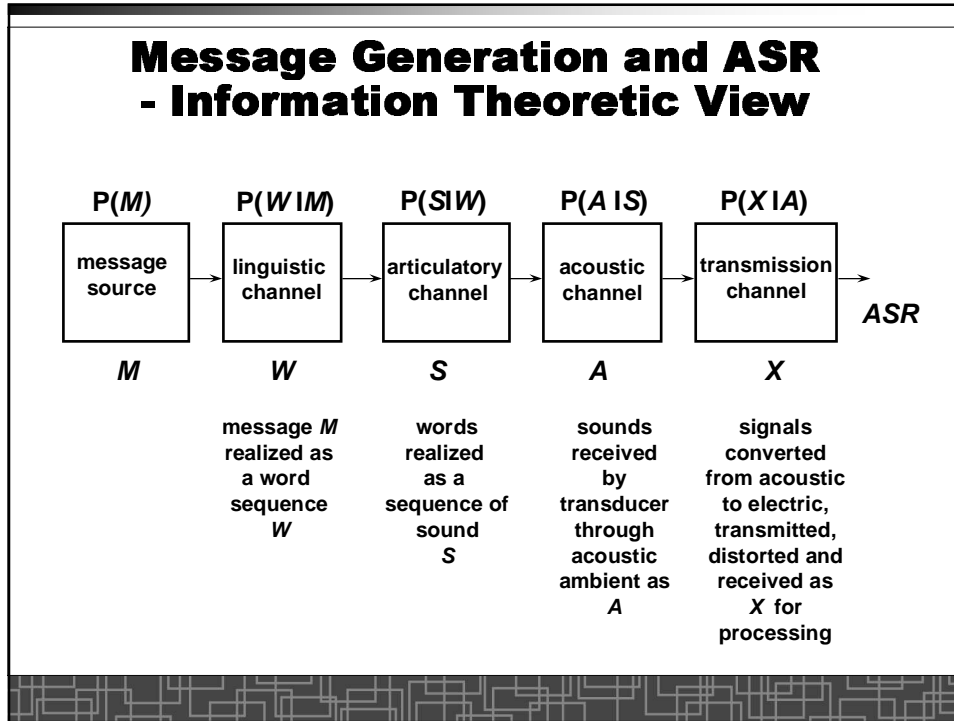 Message Generation and ASR
- Information Theoretic View
P(M)
P(W|M)
P(S|W)
P(A|S)
P(X|A)
message
source
linguistic
channel
articulatory
channel
acoustic
channel
transmission
channel
ASR
M
W
S
A
X
message M
realized as
a word
sequence
W
words
realized
as a
sequence of
sound
S
sounds
received
by
transducer
through
acoustic
ambient as
A
signals
converted
from acoustic
to electric,
transmitted,
distorted and
received as
X for
processing